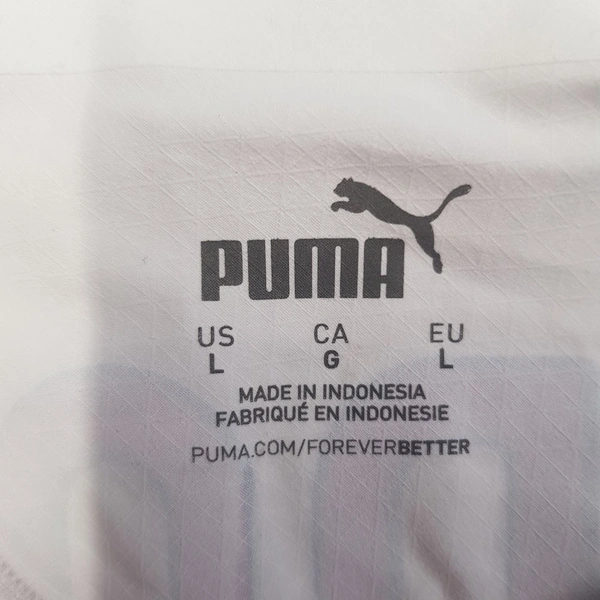 PUMA
US CA EU
L G L
MADE IN INDONESIA
FABRIQUÉ EN INDONESIE
PUMA.COM/FOREVERBETTER